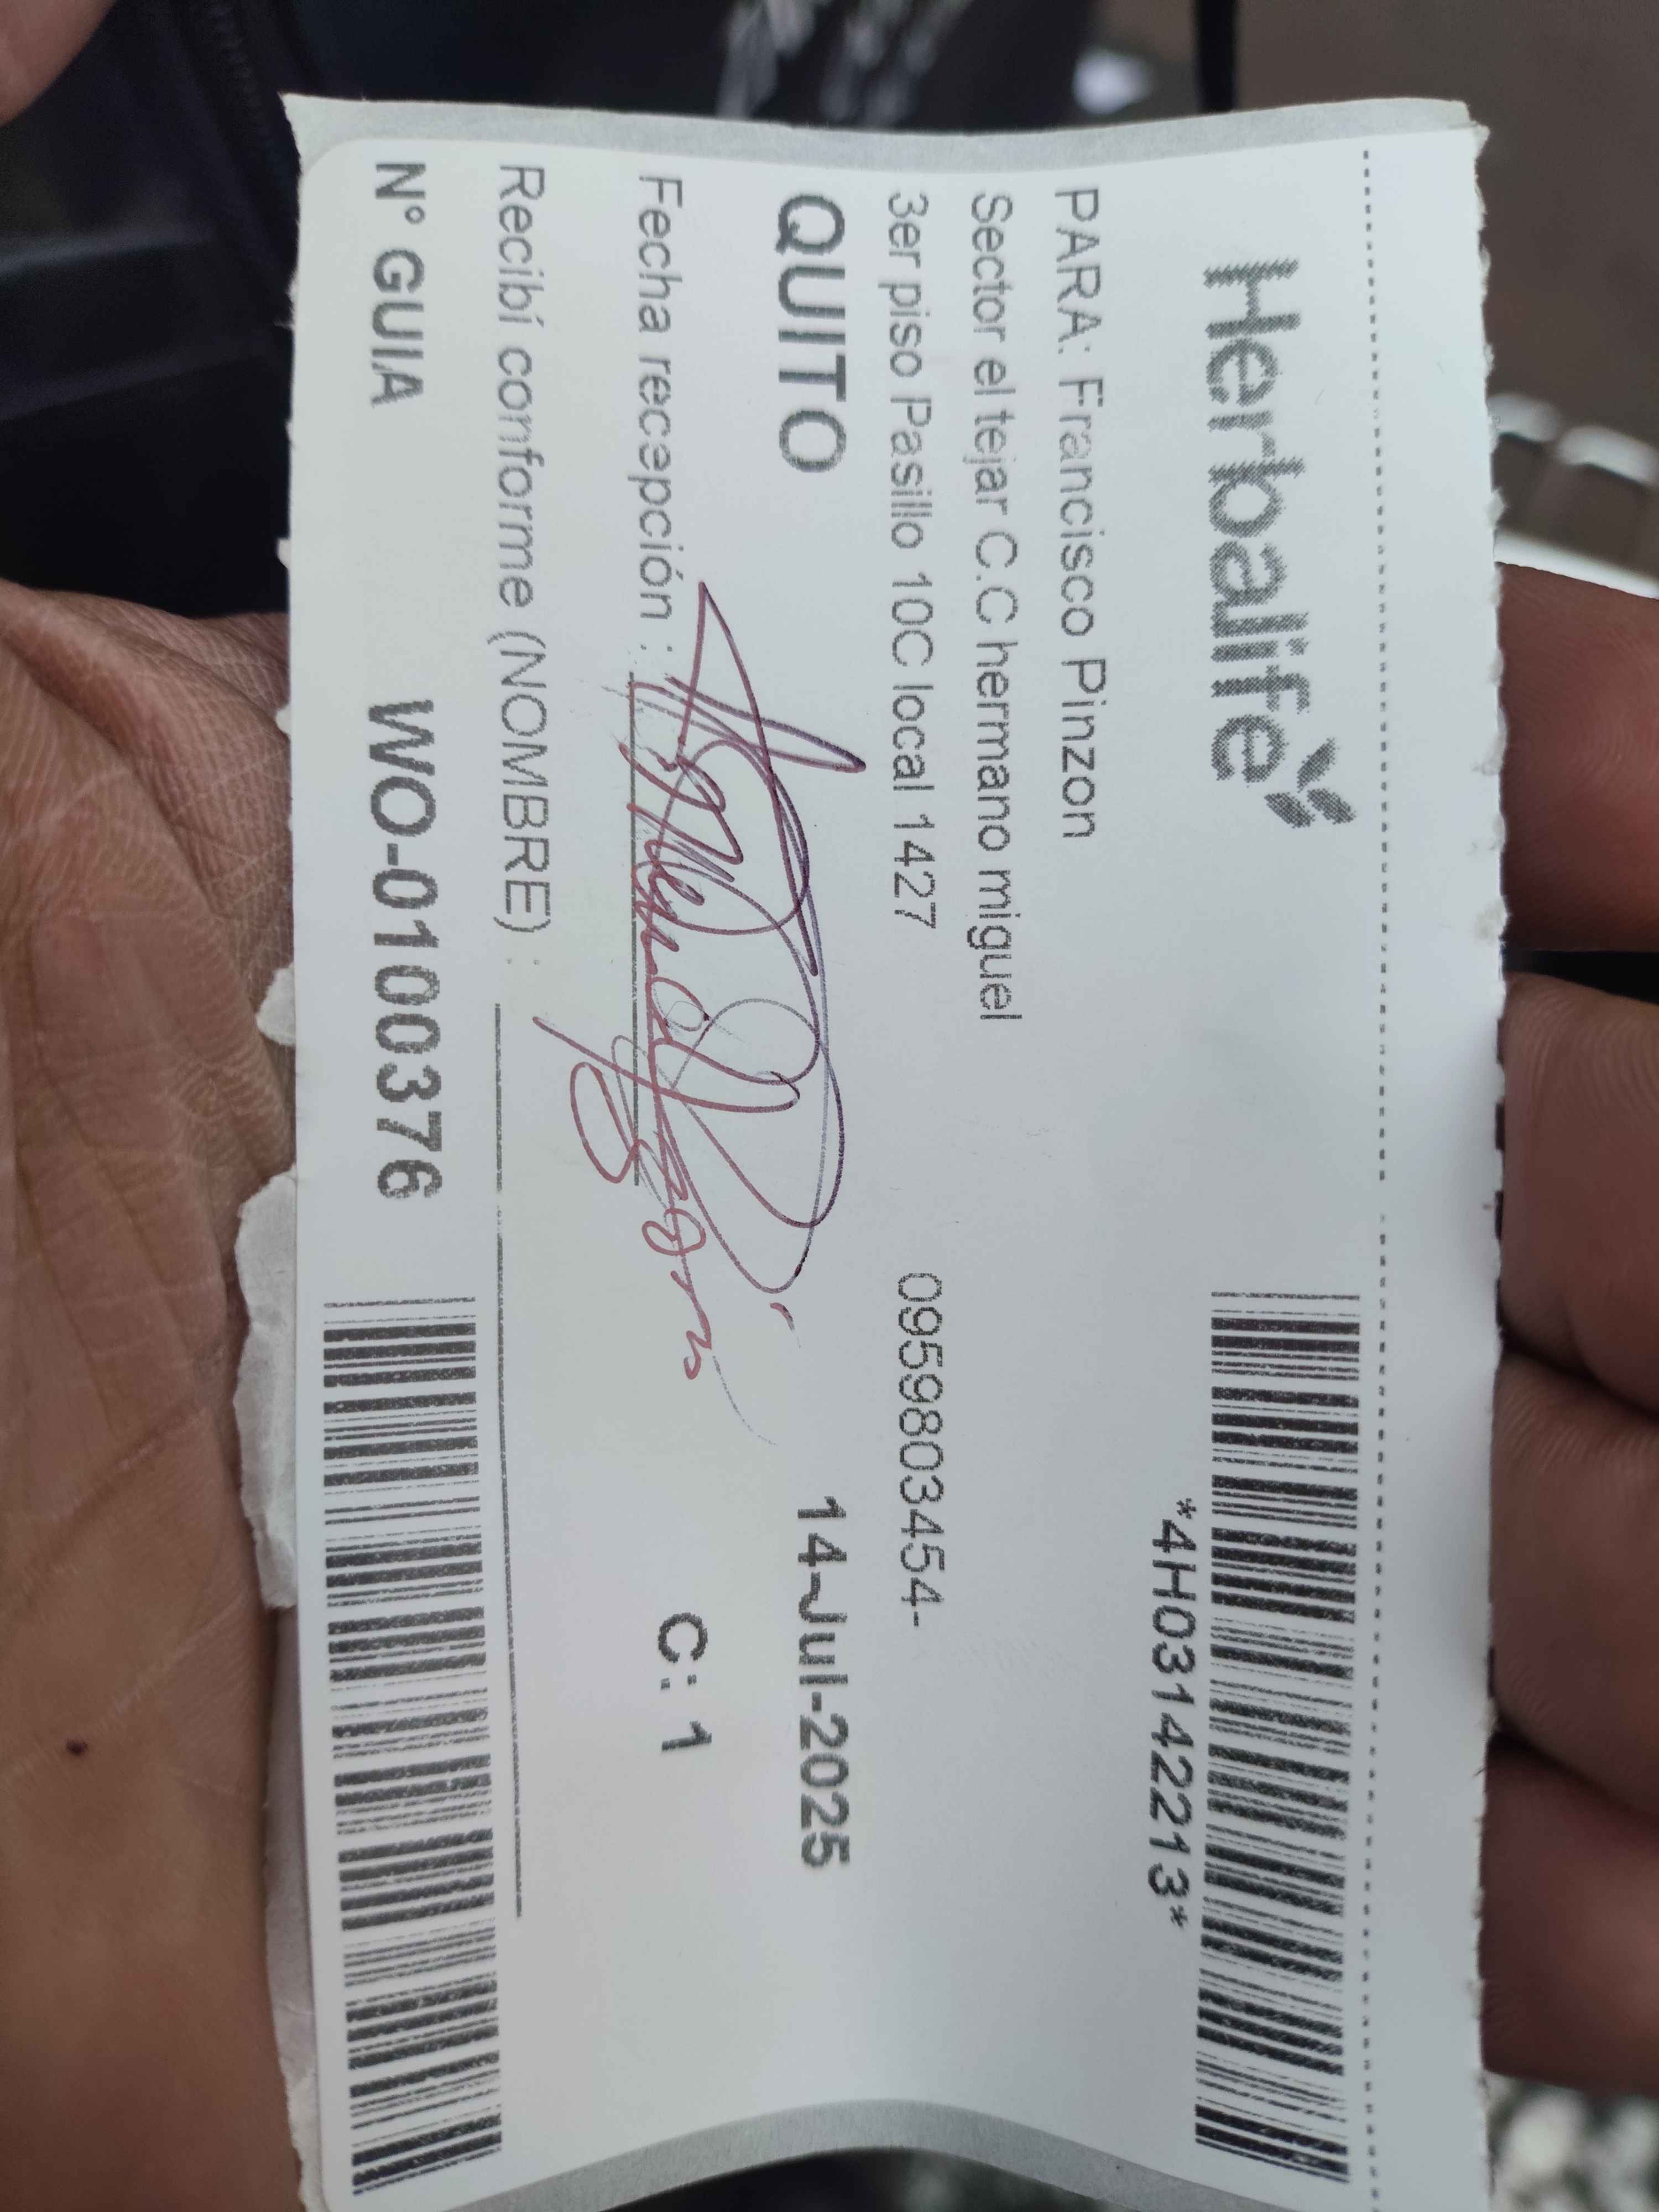 Herbalife
*4H03142213*
PARA: Francisco Pinzon
Sector el tejar C.C hermano miguel
3er piso Pasillo 10C local 1427 0959803454-
QUITO 14-Jul-2025
Fecha recepción : C: 1
Recibí conforme (NOMBRE) :
N° GUIA WO-0100376